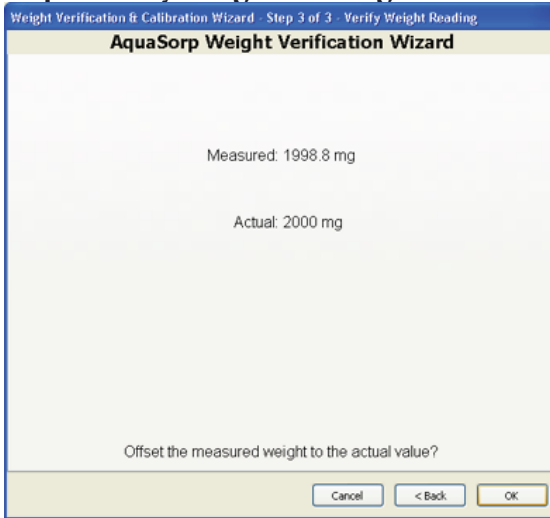 Weight Verification & Calibration Wizard - Step 3 of 3 - Verify Weight Reading
AquaSorp Weight Verification Wizard
Measured: 1998.8 mg
Actual: 2000 mg
Offset the measured weight to the actual value?
Cancel
< Back
OK